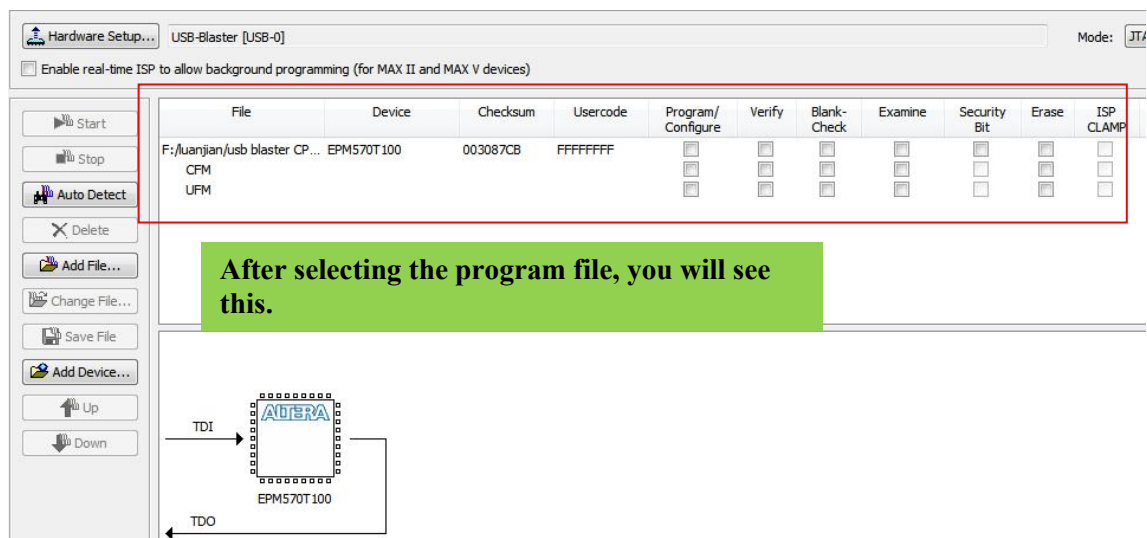 Hardware Setup... USB-Blaster [USB-0] Mode: JTA
Enable real-time ISP to allow background programming (for MAX II and MAX V devices)
Start
Stop
Auto Detect
Delete
Add File...
Change File...
Save File
Add Device...
Up
Down
File Device Checksum Usercode Program/ Configure Verify Blank- Check Examine Security Bit Erase ISP CLAMP
F:/luanjian/usb blaster CP... EPM570T100 003087CB FFFFFFFF
CFM
UFM
After selecting the program file, you will see
this.
TDI
ALTERA
EPM570T100
TDO